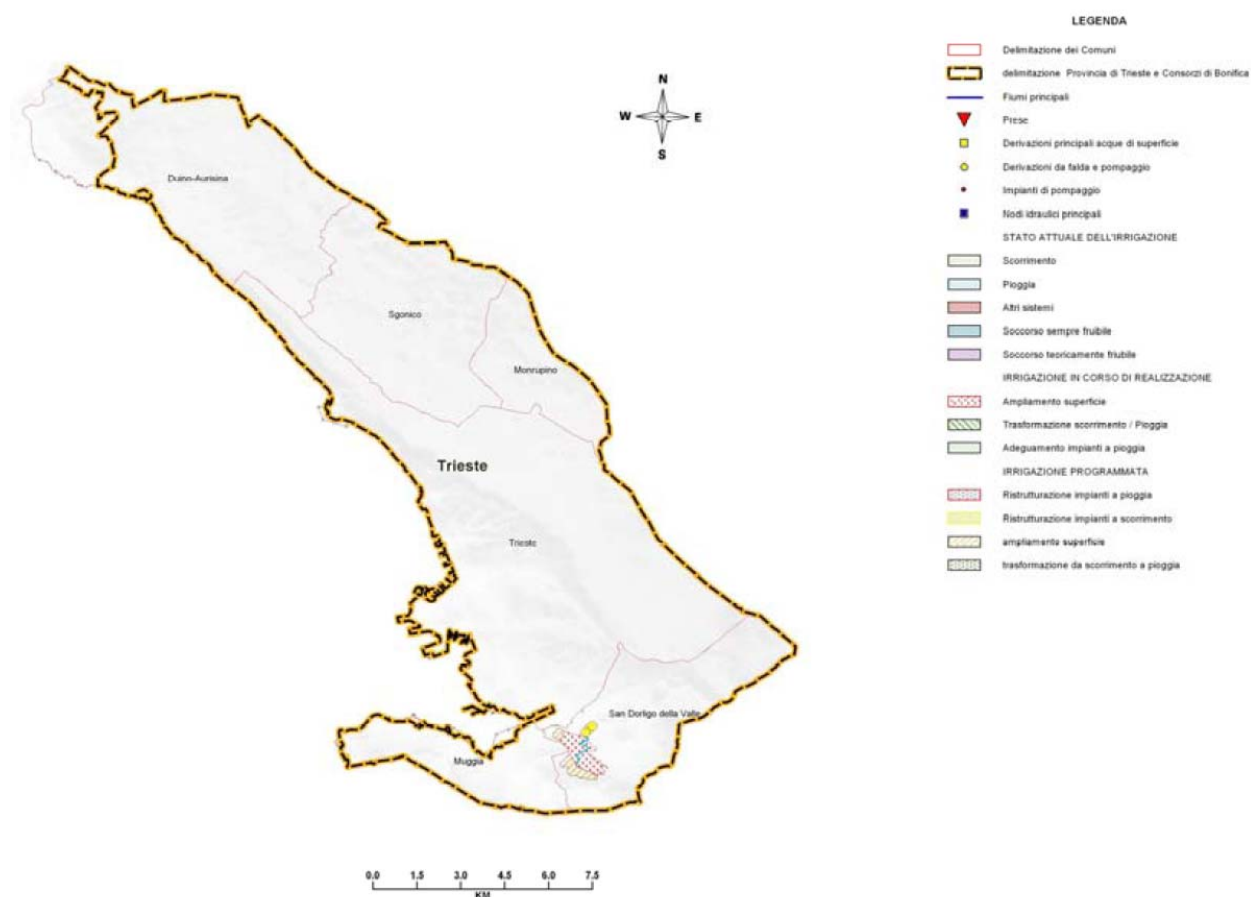 LEGENDA
Delimitazione dei Comuni
delimitazione Provincia di Trieste e Consorzi di Bonifica
Fiumi principali
Prese
Derivazioni principali acque di superficie
Derivazioni da falda e pompaggio
Impianti di pompaggio
Nodi idraulici principali
STATO ATTUALE DELL'IRRIGAZIONE
Scorrimento
Pioggia
Altri sistemi
Soccorso sempre fruibile
Soccorso teoricamente friubile
IRRIGAZIONE IN CORSO DI REALIZZAZIONE
Ampliamento superficie
Trasformazione scorrimento / Pioggia
Adeguamento impianti a pioggia
IRRIGAZIONE PROGRAMMATA
Ristrutturazione impianti a pioggia
Ristrutturazione impianti a scorrimento
ampliamento superfisie
trasformazione da scorrimento a pioggia
N
W E
S
Duino-Aurisina
Sgonico
Monrupino
Trieste
Trieste
San Dorligo della Valle
Muggia
0.0 1.5 3.0 4.5 6.0 7.5
KM